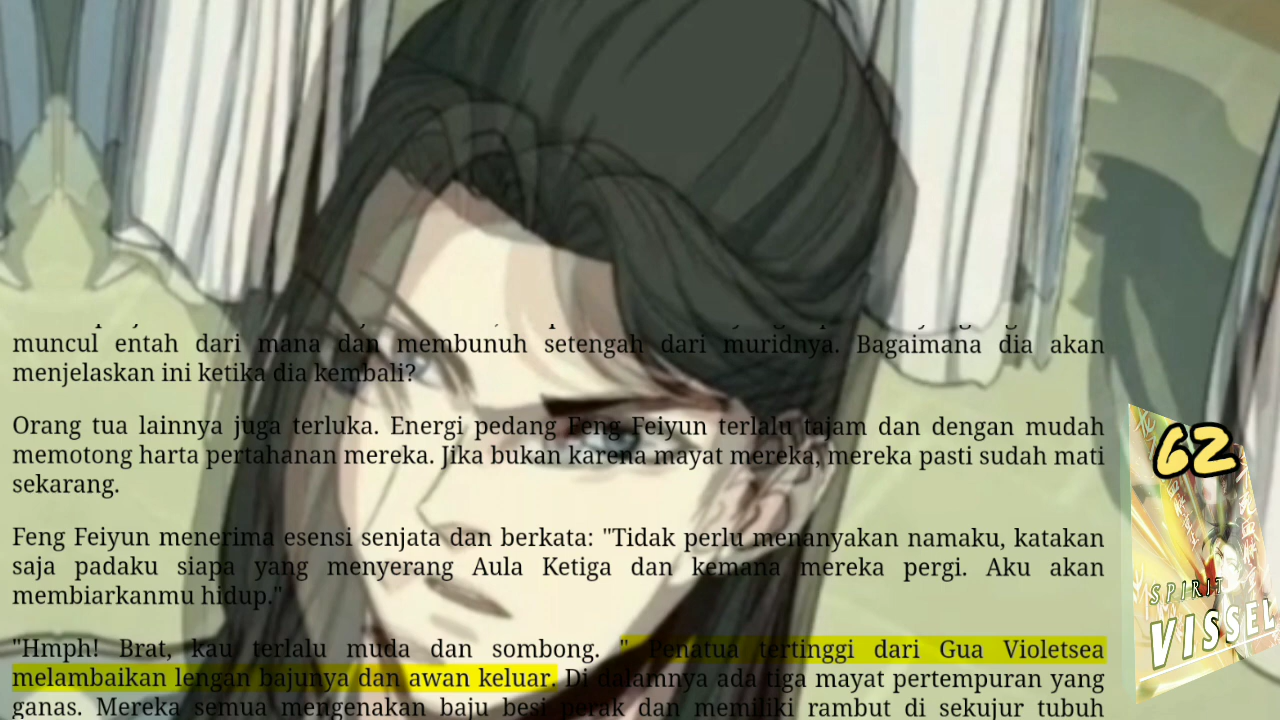 muncul entah dari mana dan membunuh setengah dari muridnya. Bagaimana dia akan
menjelaskan ini ketika dia kembali?
Orang tua lainnya juga terluka. Energi pedang Feng Feiyun terlalu tajam dan dengan mudah
memotong harta pertahanan mereka. Jika bukan karena mayat mereka, mereka pasti sudah mati
sekarang.
Feng Feiyun menerima esensi senjata dan berkata: "Tidak perlu menanyakan namaku, katakan
saja padaku siapa yang menyerang Aula Ketiga dan kemana mereka pergi. Aku akan
membiarkanmu hidup."
"Hmph! Brat, kau terlalu muda dan sombong. " Penatua tertinggi dari Gua Violetsea
melambaikan lengan bajunya dan awan keluar. Di dalamnya ada tiga mayat pertempuran yang
ganas. Mereka semua mengenakan baju besi perak dan memiliki rambut di sekujur tubuh
62
SPIRIT
VISSEL